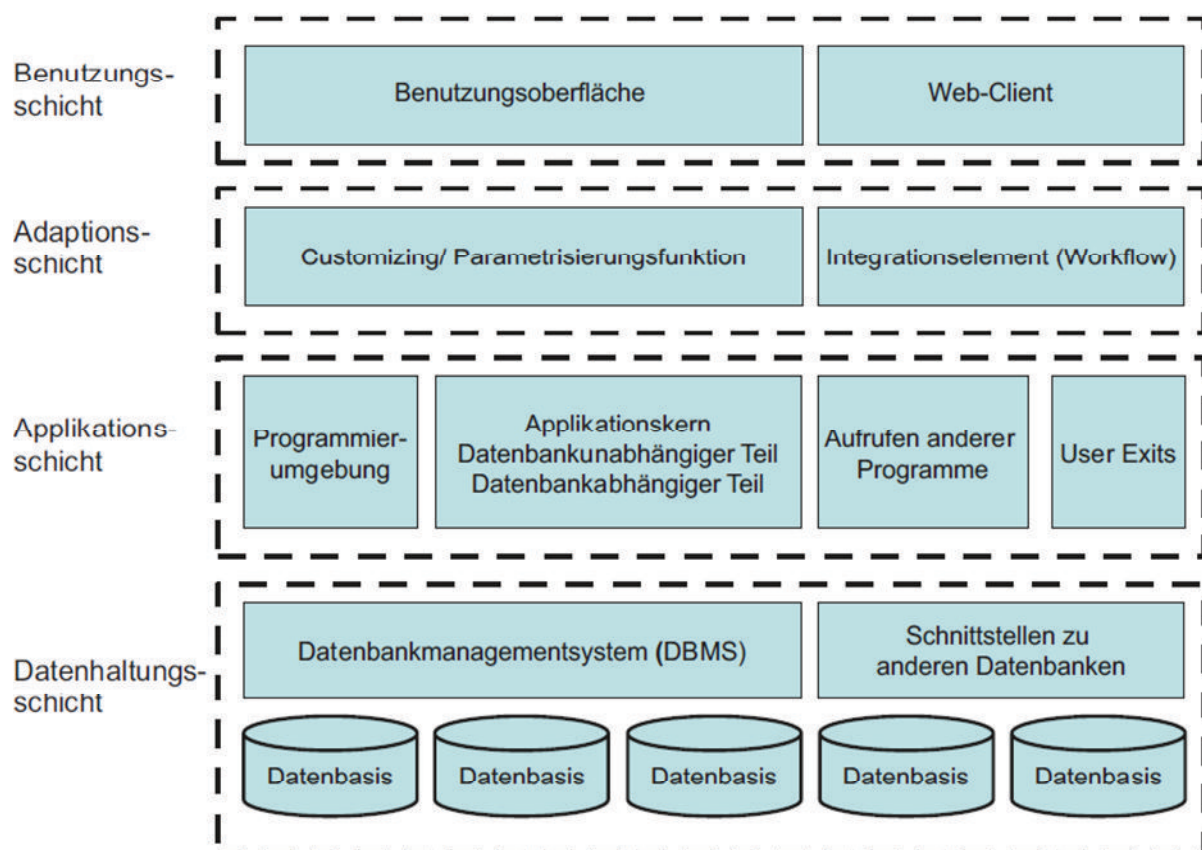 Benutzungs-
schicht
Benutzungsoberfläche
Web-Client
Adaptions-
schicht
Customizing/ Parametrisierungsfunktion
Integrationselement (Workflow)
Applikations-
schicht
Programmier-
umgebung
Applikationskern
Datenbankunabhängiger Teil
Datenbankabhängiger Teil
Aufrufen anderer
Programme
User Exits
Datenhaltungs-
schicht
Datenbankmanagementsystem (DBMS)
Schnittstellen zu
anderen Datenbanken
Datenbasis
Datenbasis
Datenbasis
Datenbasis
Datenbasis